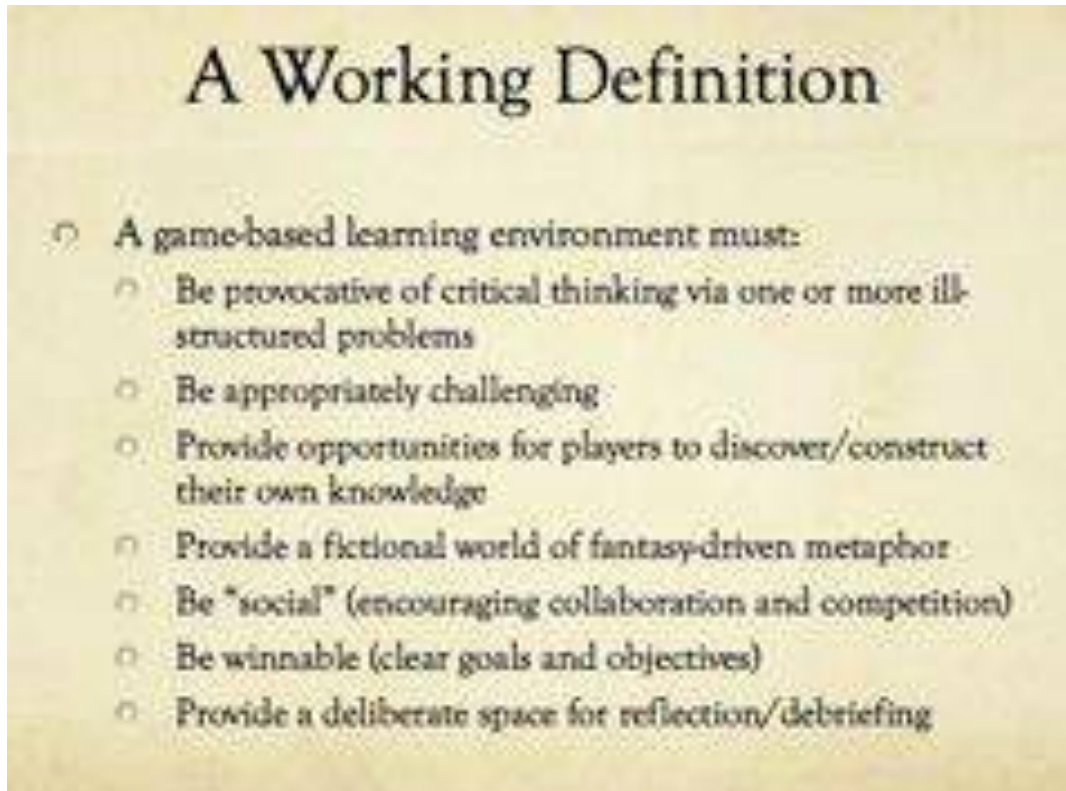 A Working Definition
A game-based learning environment must:
Be provocative of critical thinking via one or more ill-
structured problems
Be appropriately challenging
Provide opportunities for players to discover/construct
their own knowledge
Provide a fictional world of fantasy-driven metaphor
Be “social” (encouraging collaboration and competition)
Be winnable (clear goals and objectives)
Provide a deliberate space for reflection/debriefing